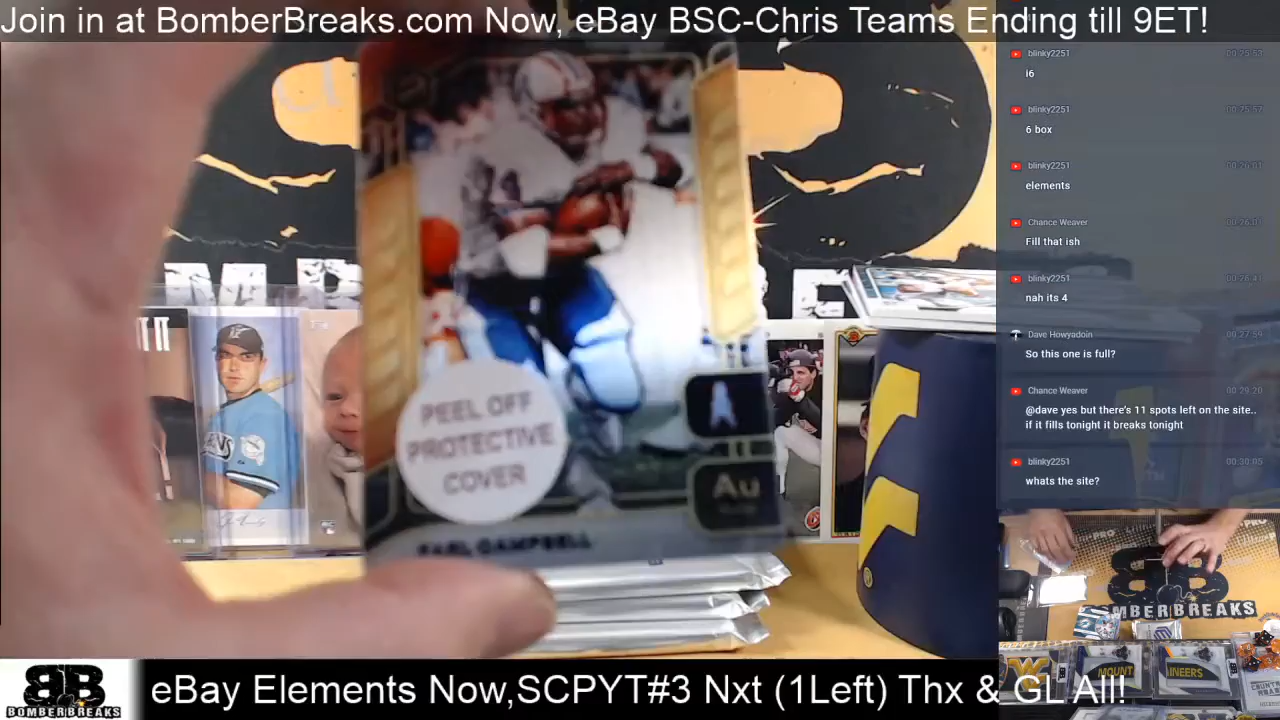 Join in at BomberBreaks.com Now, eBay BSC-Chris Teams Ending till 9ET!
blinky2251
i6
blinky2251
6 box
blinky2251
elements
Chance Weaver
Fill that ish
blinky2251
nah its 4
Dave Howyadoin
So this one is full?
Chance Weaver
@dave yes but there's 11 spots left on the site..
if it fills tonight it breaks tonight
blinky2251
whats the site?
PEEL OFF
PROTECTIVE
COVER
Au
EARL CAMPBELL
MBERBREAKS
MOUNT
INEERS
BB
BOMBERBREAKS
eBay Elements Now,SCPYT#3 Nxt (1Left) Thx & GL All!